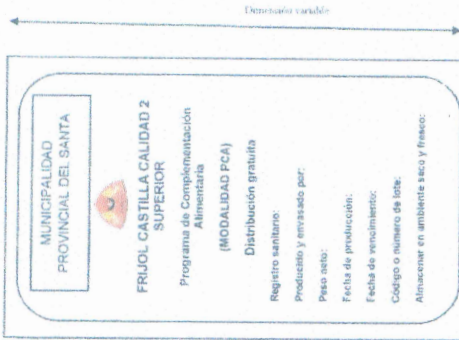 Dimensión variable
MUNICIPALIDAD
PROVINCIAL DEL SANTA
FRIJOL CASTILLA CALIDAD 2
SUPERIOR
Programa de Complementación
Alimentaria
(MODALIDAD PCA)
Distribución gratuita
Registro sanitario:
Producido y envasado por:
Peso neto:
Fecha de producción:
Fecha de vencimiento:
Código o número de lote:
Almacenar en ambiente seco y fresco: